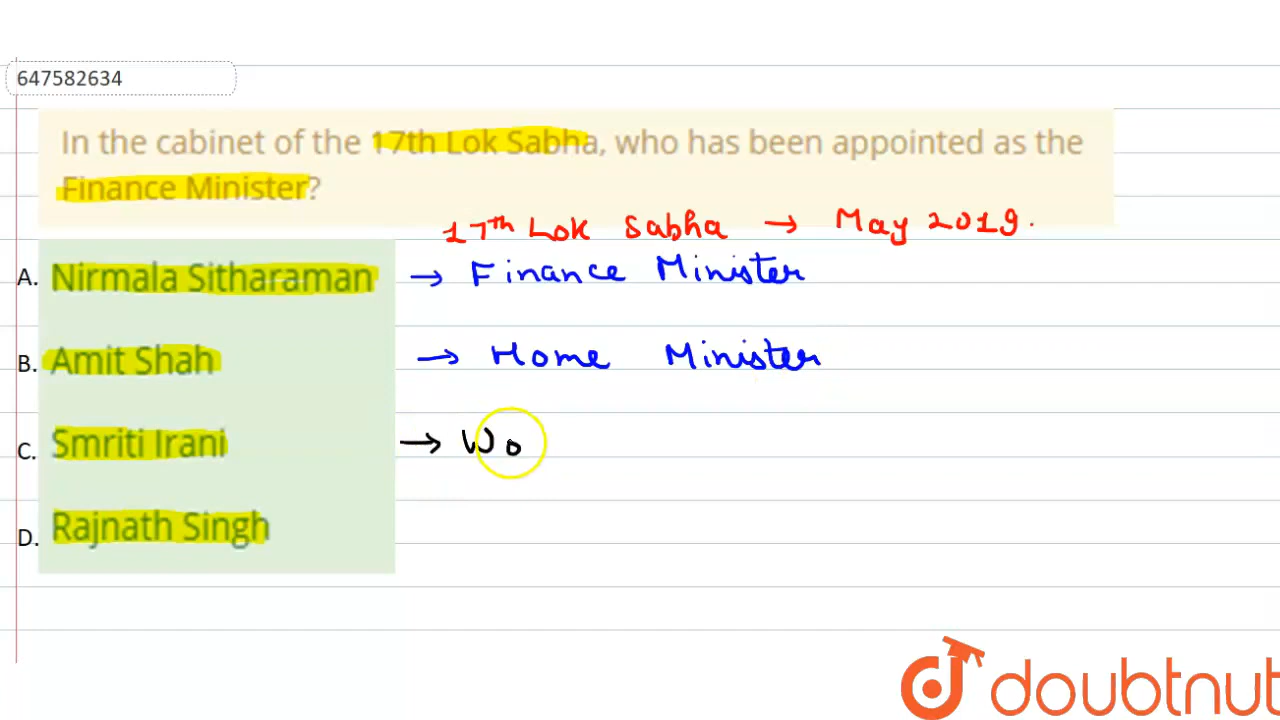 647582634
In the cabinet of the 17th Lok Sabha, who has been appointed as the
Finance Minister?
17th Lok Sabha → May 2019.
A. Nirmala Sitharaman → Finance Minister
B. Amit Shah → Home Minister
C. Smriti Irani → Wo
D. Rajnath Singh
doubtnut